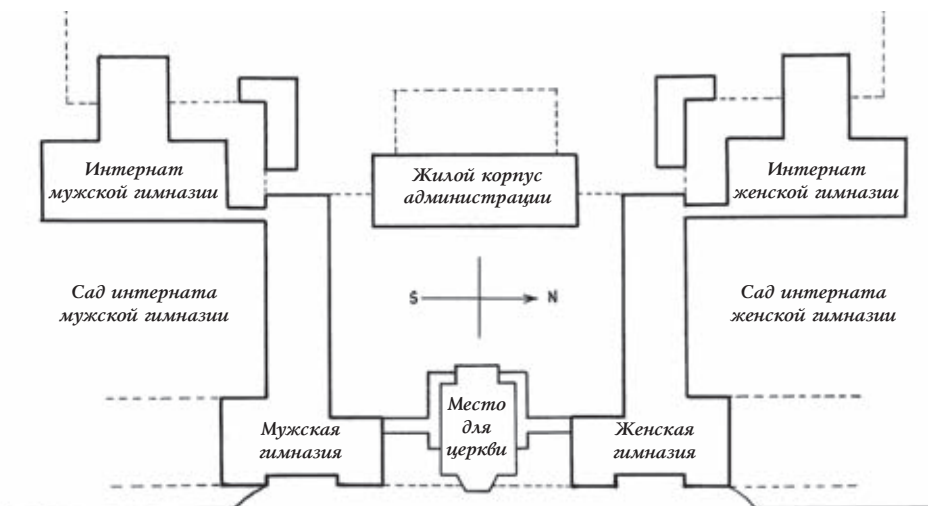 Интернат
мужской гимназии
Жилой корпус
администрации
Интернат
женской гимназии
Сад интерната
мужской гимназии
S N
Сад интерната
женской гимназии
Мужская
гимназия
Место
для
церкви
Женская
гимназия